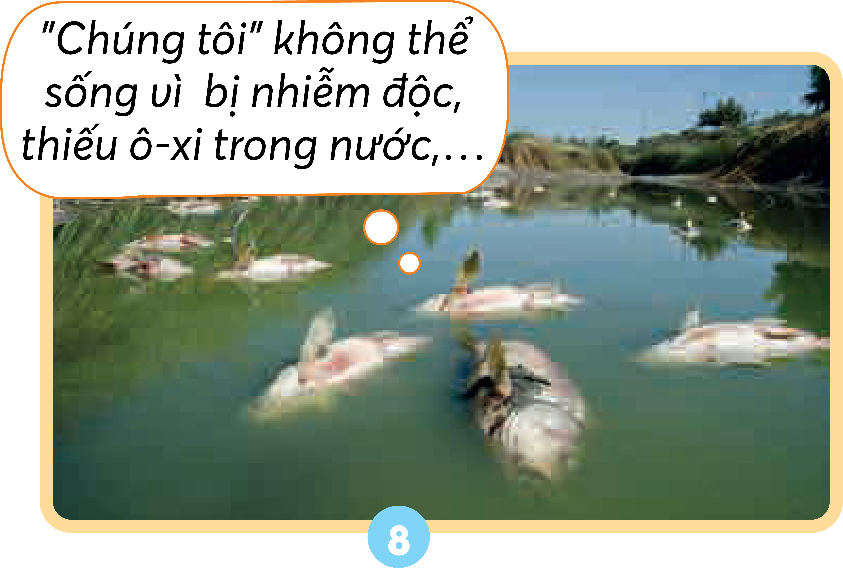 "Chúng tôi" không thể
sống vì bị nhiễm độc,
thiếu ô-xi trong nước,...
8